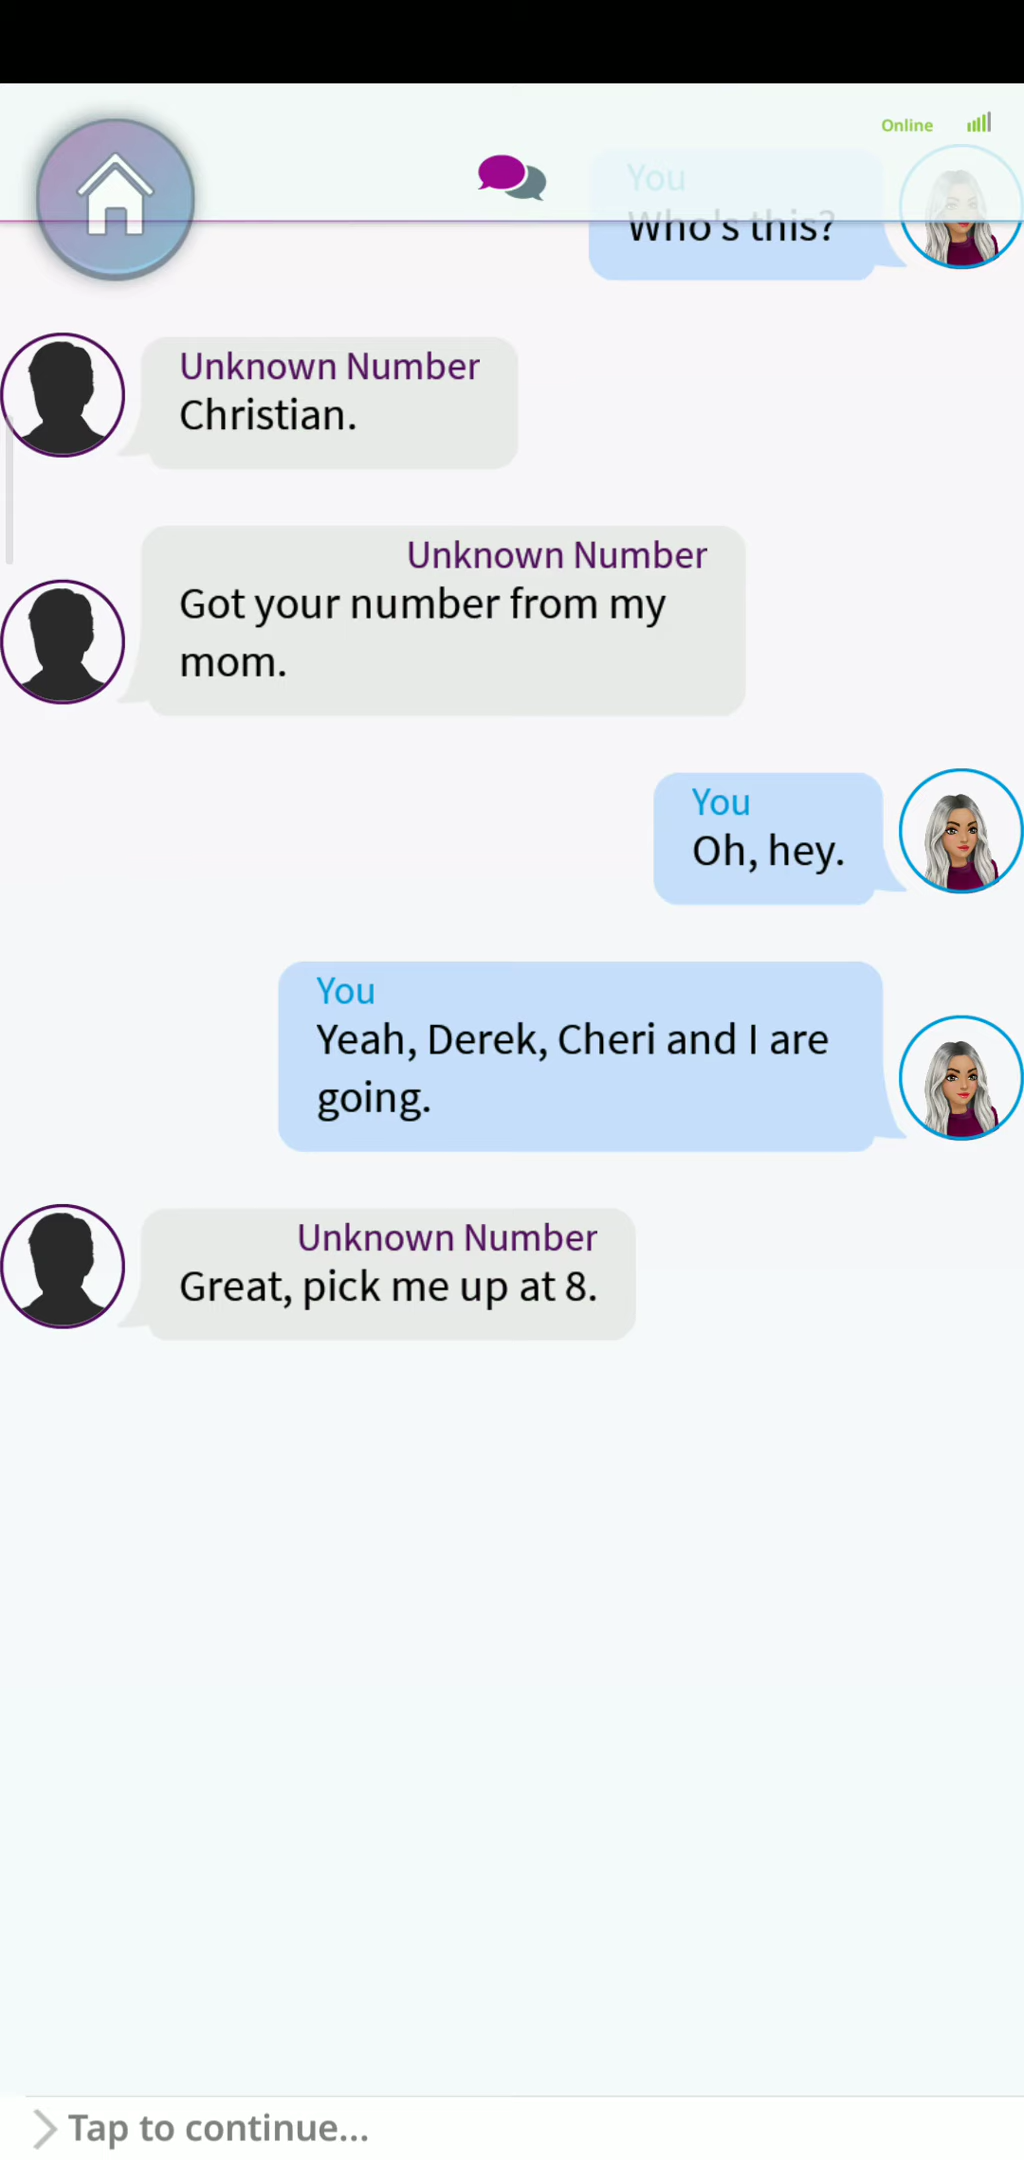 Online
You
Who's this?
Unknown Number
Christian.
Unknown Number
Got your number from my
mom.
You
Oh, hey.
You
Yeah, Derek, Cheri and I are
going.
Unknown Number
Great, pick me up at 8.
Tap to continue...